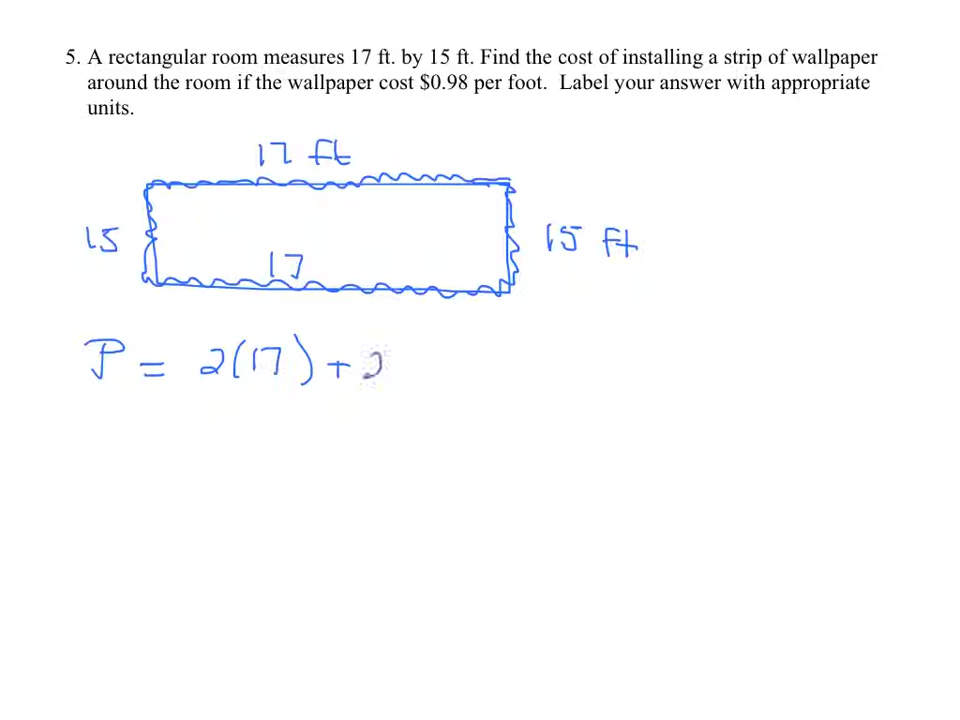 5. A rectangular room measures 17 ft. by 15 ft. Find the cost of installing a strip of wallpaper
around the room if the wallpaper cost $0.98 per foot.  Label your answer with appropriate
units.
17 ft
15
15 ft
17
P = 2(17) + 2